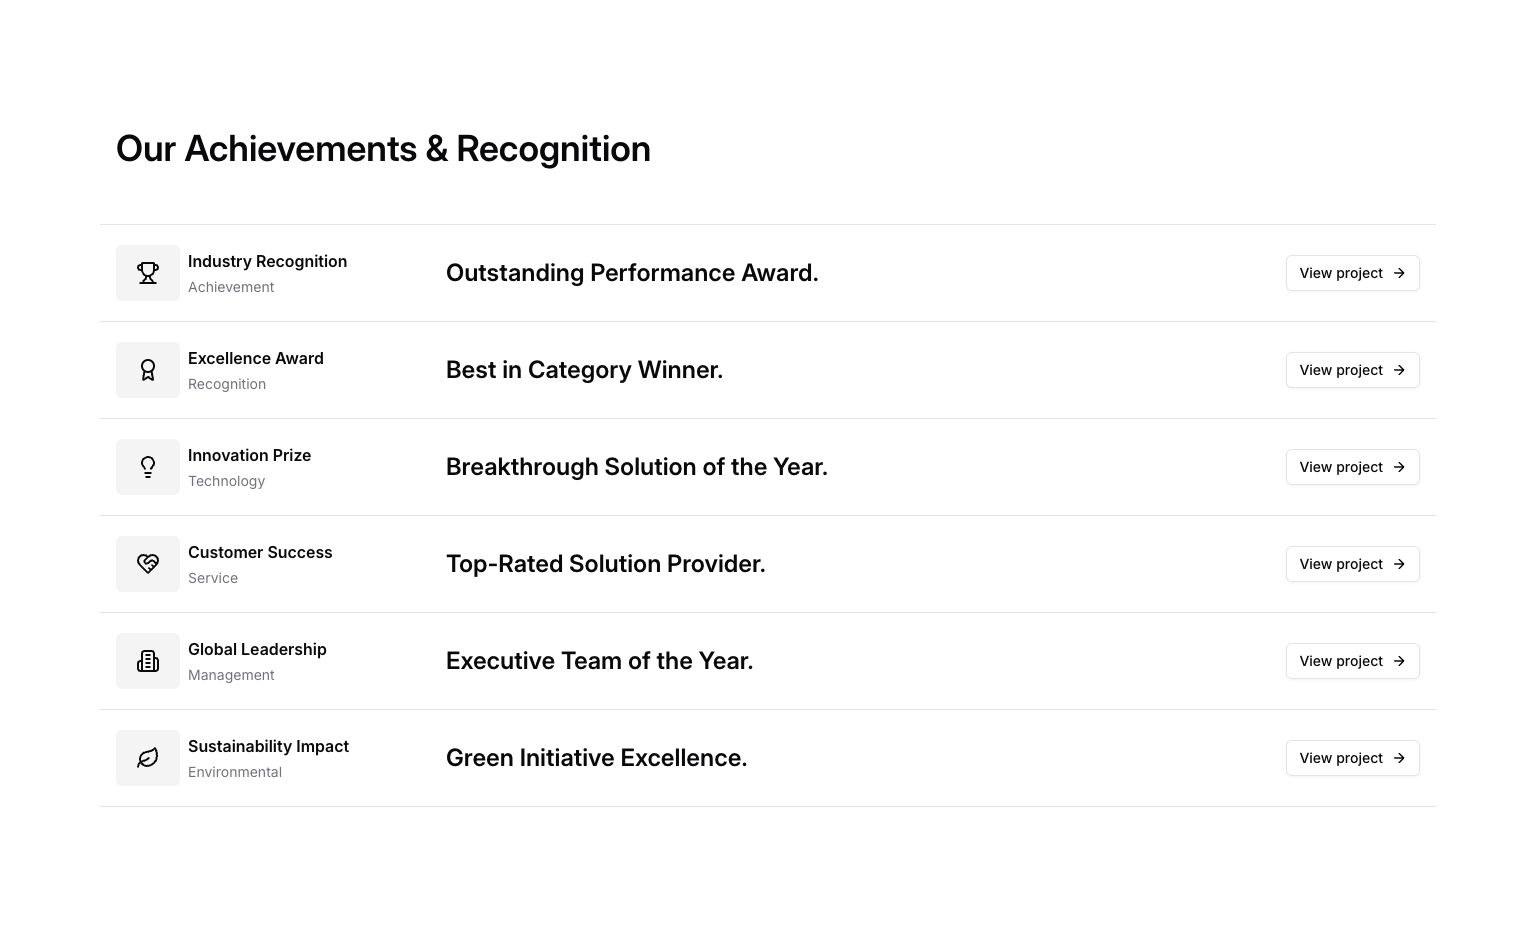 Our Achievements & Recognition
Industry Recognition
Achievement
Outstanding Performance Award.
View project
Excellence Award
Recognition
Best in Category Winner.
View project
Innovation Prize
Technology
Breakthrough Solution of the Year.
View project
Customer Success
Service
Top-Rated Solution Provider.
View project
Global Leadership
Management
Executive Team of the Year.
View project
Sustainability Impact
Environmental
Green Initiative Excellence.
View project